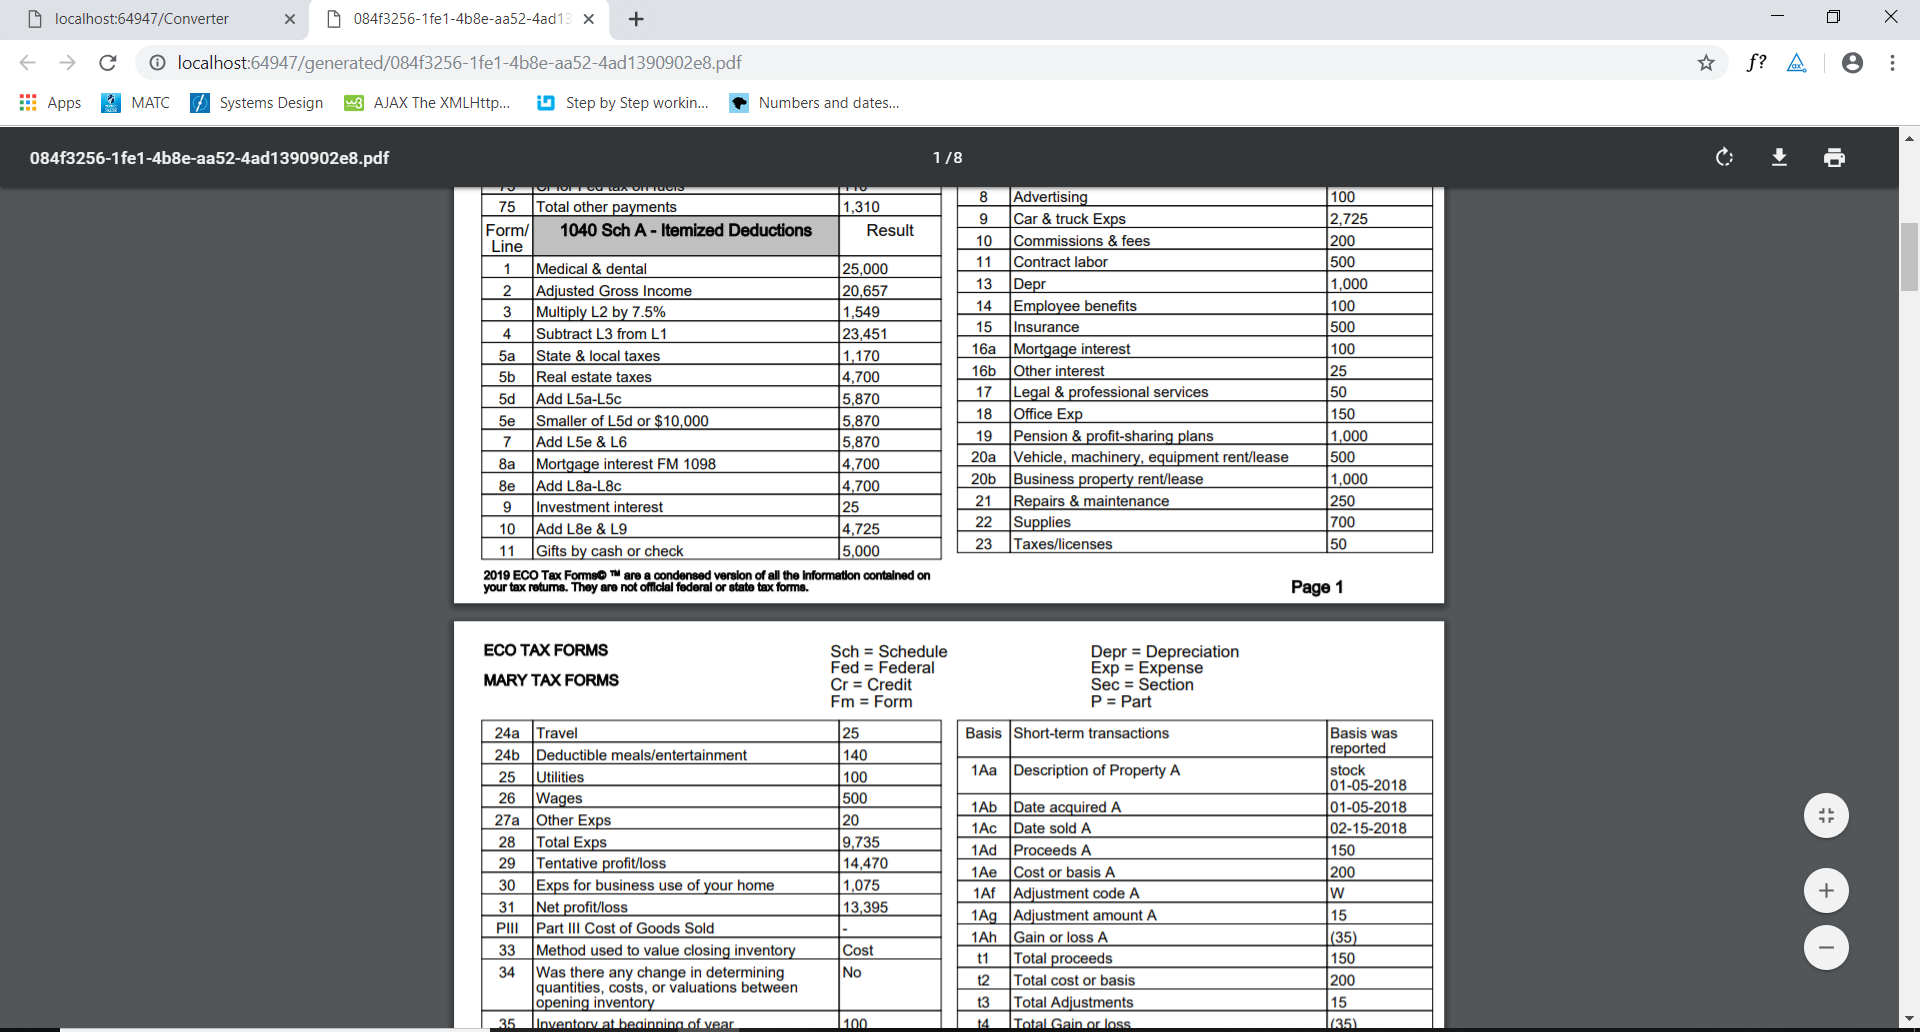 localhost:64947/Converter
084f3256-1fe1-4b8e-aa52-4ad13
localhost:64947/generated/084f3256-1fe1-4b8e-aa52-4ad1390902e8.pdf
f?
Apps
MATC
Systems Design
AJAX The XMLHttp...
Step by Step workin...
Numbers and dates...
084f3256-1fe1-4b8e-aa52-4ad1390902e8.pdf
1 / 8
75 Total other payments 1,310
Form/ Line 1040 Sch A - Itemized Deductions Result
1 Medical & dental 25,000
2 Adjusted Gross Income 20,657
3 Multiply L2 by 7.5% 1,549
4 Subtract L3 from L1 23,451
5a State & local taxes 1,170
5b Real estate taxes 4,700
5d Add L5a-L5c 5,870
5e Smaller of L5d or $10,000 5,870
7 Add L5e & L6 5,870
8a Mortgage interest FM 1098 4,700
8e Add L8a-L8c 4,700
9 Investment interest 25
10 Add L8e & L9 4,725
11 Gifts by cash or check 5,000
8 Advertising 100
9 Car & truck Exps 2,725
10 Commissions & fees 200
11 Contract labor 500
13 Depr 1,000
14 Employee benefits 100
15 Insurance 500
16a Mortgage interest 100
16b Other interest 25
17 Legal & professional services 50
18 Office Exp 150
19 Pension & profit-sharing plans 1,000
20a Vehicle, machinery, equipment rent/lease 500
20b Business property rent/lease 1,000
21 Repairs & maintenance 250
22 Supplies 700
23 Taxes/licenses 50
2019 ECO Tax Forms© ™ are a condensed version of all the information contained on
your tax returns. They are not official federal or state tax forms.
Page 1
ECO TAX FORMS
MARY TAX FORMS
Sch = Schedule
Fed = Federal
Cr = Credit
Fm = Form
Depr = Depreciation
Exp = Expense
Sec = Section
P = Part
24a Travel 25
24b Deductible meals/entertainment 140
25 Utilities 100
26 Wages 500
27a Other Exps 20
28 Total Exps 9,735
29 Tentative profit/loss 14,470
30 Exps for business use of your home 1,075
31 Net profit/loss 13,395
PIII Part III Cost of Goods Sold -
33 Method used to value closing inventory Cost
34 Was there any change in determining No
quantities, costs, or valuations between
opening inventory
35 Inventory at beginning of year 100
Basis Short-term transactions Basis was
reported
1Aa Description of Property A stock
01-05-2018
1Ab Date acquired A 01-05-2018
1Ac Date sold A 02-15-2018
1Ad Proceeds A 150
1Ae Cost or basis A 200
1Af Adjustment code A W
1Ag Adjustment amount A 15
1Ah Gain or loss A (35)
t1 Total proceeds 150
t2 Total cost or basis 200
t3 Total Adjustments 15
t4 Total Gain or loss (35)